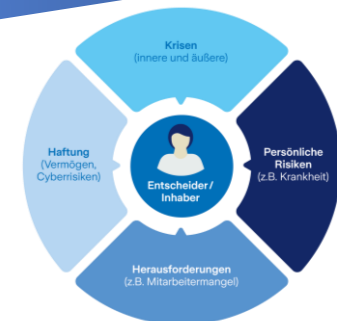 Krisen
(innere und äußere)
Haftung
(Vermögen,
Cyberrisiken)
Persönliche
Risiken
(z.B. Krankheit)
Entscheider/
Inhaber
Herausforderungen
(z.B. Mitarbeitermangel)